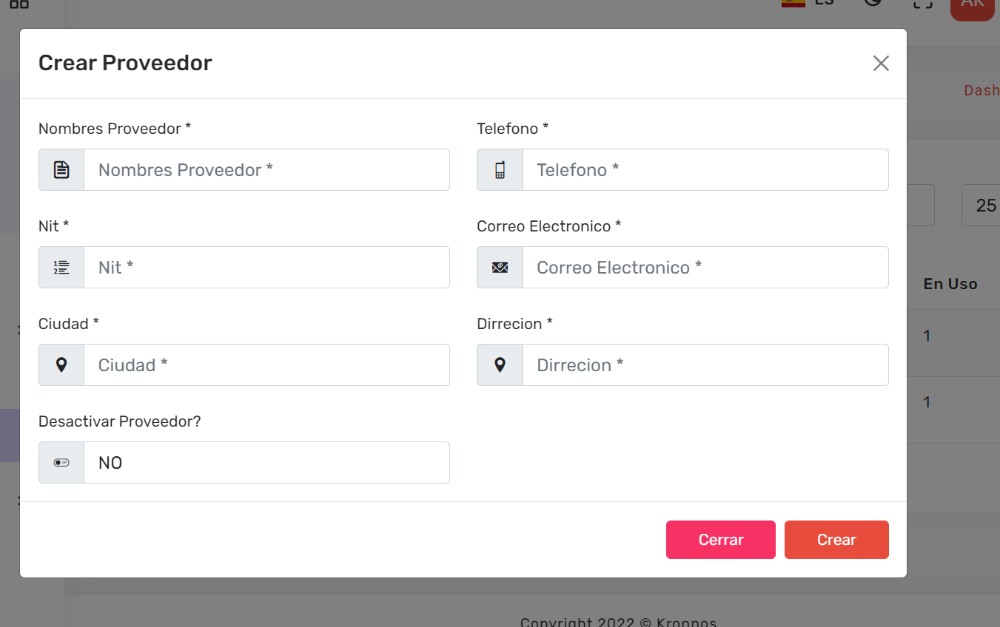 ES
AK
Crear Proveedor
Dash
Nombres Proveedor *
Telefono *
Nombres Proveedor *
Telefono *
25
Nit *
Correo Electronico *
Nit *
Correo Electronico *
En Uso
Ciudad *
Dirrecion *
1
Ciudad *
Dirrecion *
1
Desactivar Proveedor?
NO
Cerrar
Crear
Copyright 2022 © Kronnos